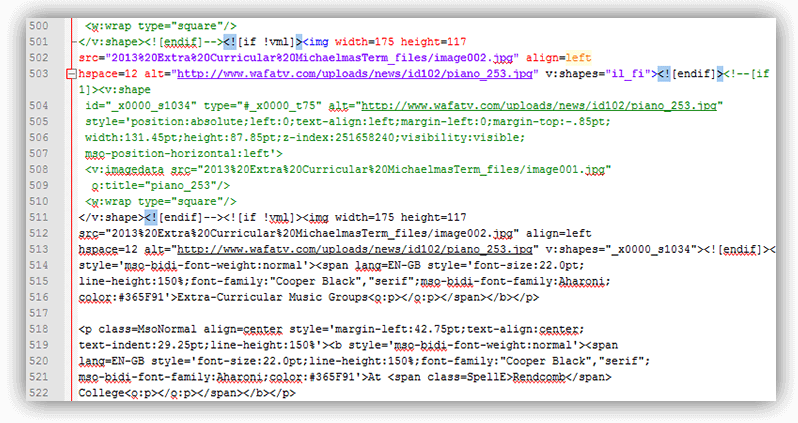 500 <w:wrap type="square"/>
501 </v:shape><![endif]--><![if !vml]><img width=175 height=117
502 src="2013%20Extra%20Curricular%20MichaelmasTerm_files/image002.jpg" align=left
503 hspace=12 alt="http://www.wafatv.com/uploads/news/id102/piano_253.jpg" v:shapes="il_fi"><![endif]><!--[if
1]><v:shape
504 id="_x0000_s1034" type="#_x0000_t75" alt="http://www.wafatv.com/uploads/news/id102/piano_253.jpg"
505 style='position:absolute;left:0;text-align:left;margin-left:0;margin-top:-.85pt;
506 width:131.45pt;height:87.85pt;z-index:251658240;visibility:visible;
507 mso-position-horizontal:left'>
508 <v:imagedata src="2013%20Extra%20Curricular%20MichaelmasTerm_files/image001.jpg"
509 o:title="piano_253"/>
510 <w:wrap type="square"/>
511 </v:shape><![endif]--><![if !vml]><img width=175 height=117
512 src="2013%20Extra%20Curricular%20MichaelmasTerm_files/image002.jpg" align=left
513 hspace=12 alt="http://www.wafatv.com/uploads/news/id102/piano_253.jpg" v:shapes="_x0000_s1034"><![endif]><
514 style='mso-bidi-font-weight:normal'><span lang=EN-GB style='font-size:22.0pt;
515 line-height:150%;font-family:"Cooper Black","serif";mso-bidi-font-family:Aharoni;
516 color:#365F91'>Extra-Curricular Music Groups<o:p></o:p></span></b></p>
517
518 <p class=MsoNormal align=center style='margin-left:42.75pt;text-align:center;
519 text-indent:29.25pt;line-height:150%'><b style='mso-bidi-font-weight:normal'><span
520 lang=EN-GB style='font-size:22.0pt;line-height:150%;font-family:"Cooper Black","serif";
521 mso-bidi-font-family:Aharoni;color:#365F91'>At <span class=SpellE>Rendcomb</span>
522 College<o:p></o:p></span></b></p>